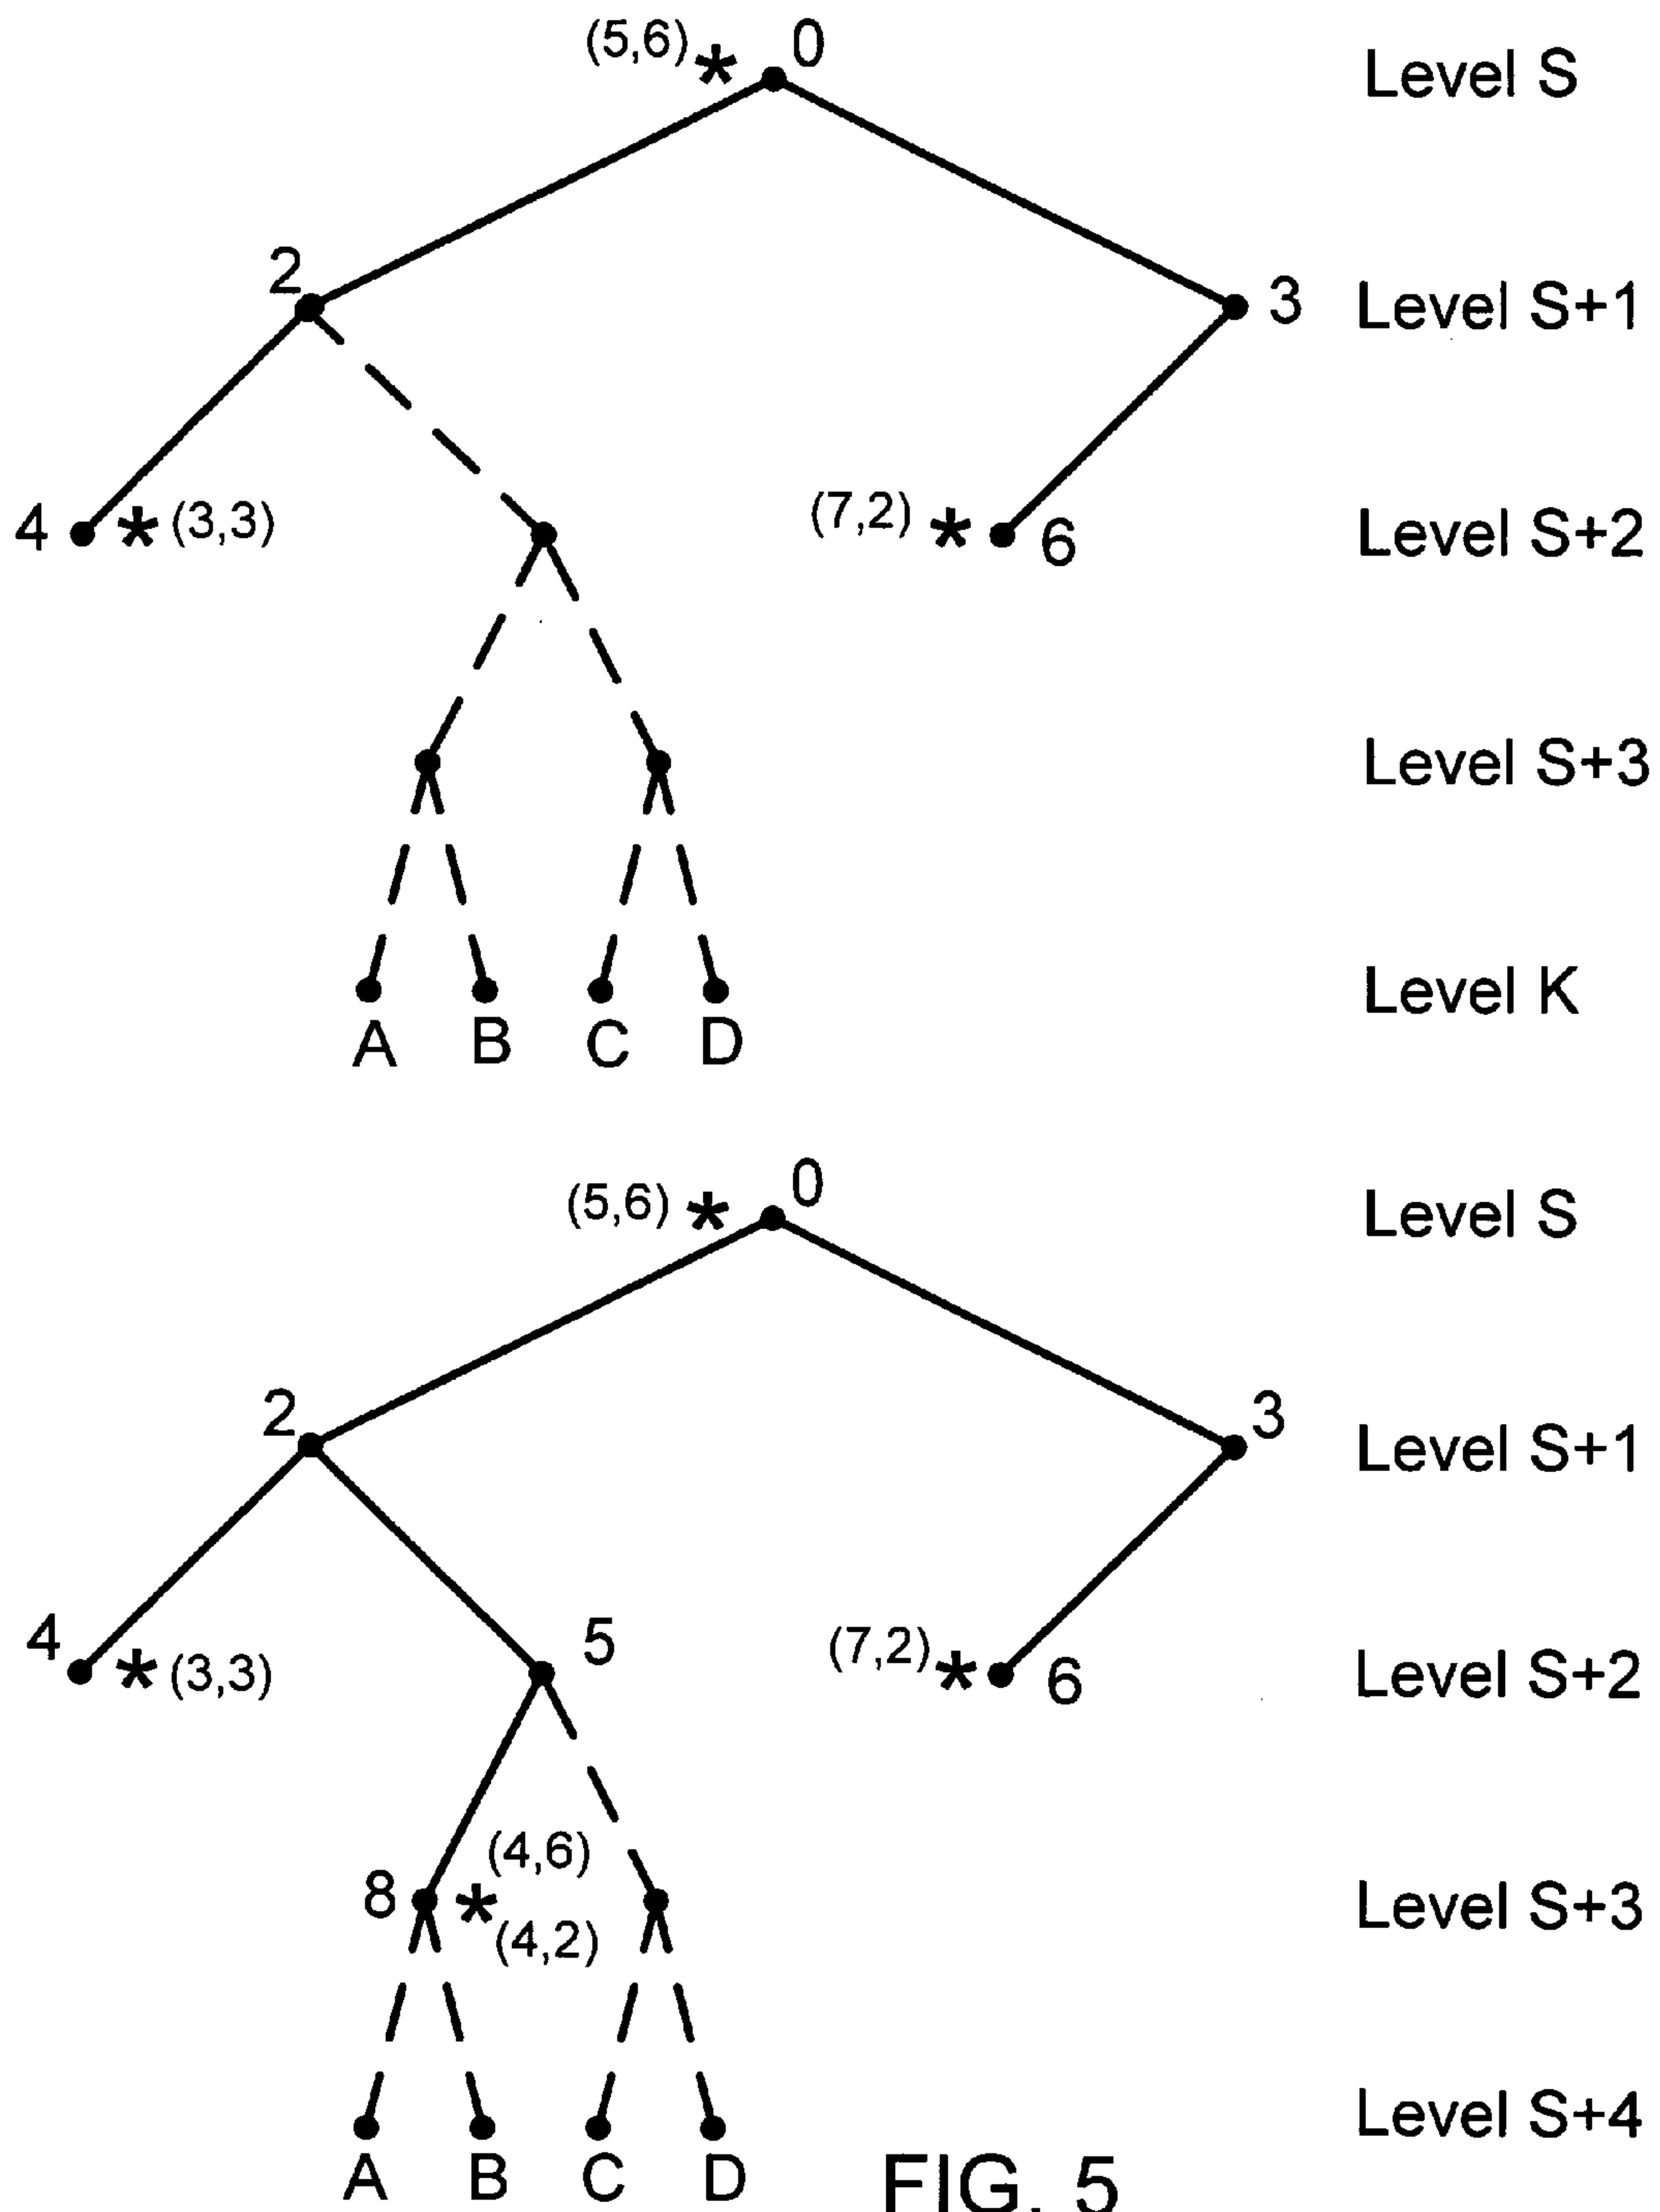 (5,6) * 0 Level S
2 3 Level S+1
4 * (3,3) (7,2) * 6 Level S+2
Level S+3
Level K
A B C D
(5,6) * 0 Level S
2 3 Level S+1
4 * (3,3) 5 (7,2) * 6 Level S+2
(4,6)
8 * Level S+3
(4,2)
Level S+4
A B C D
FIG. 5